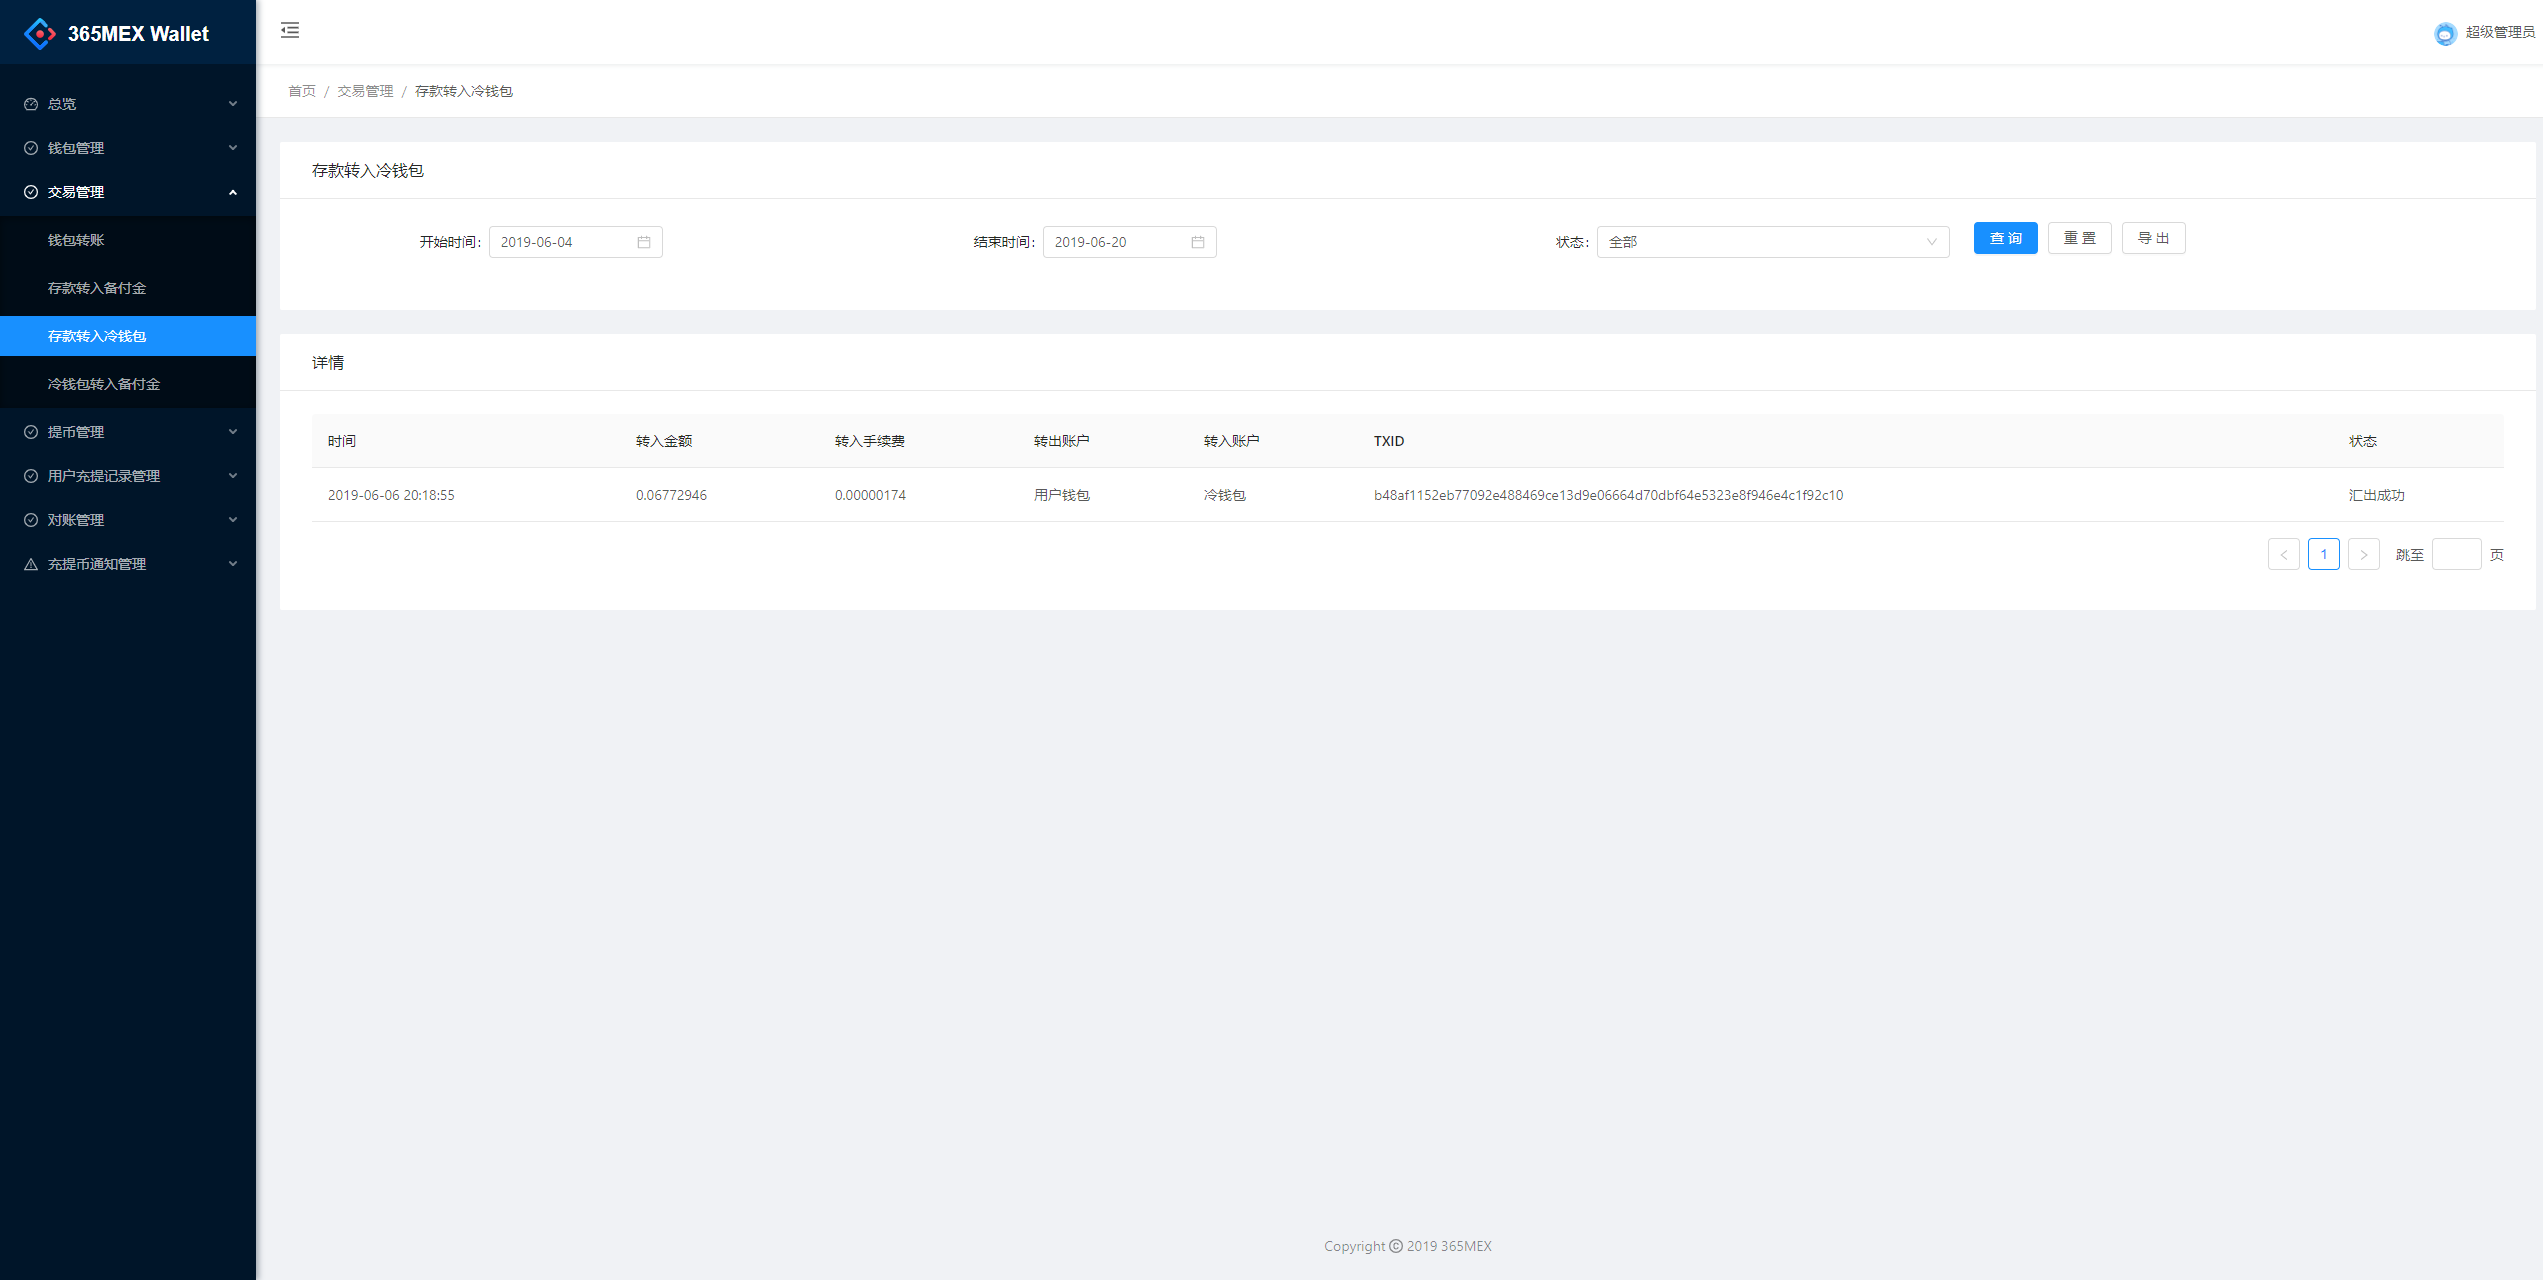 365MEX Wallet
超级管理员
总览
钱包管理
交易管理
钱包转账
存款转入备付金
存款转入冷钱包
冷钱包转入备付金
提币管理
用户充提记录管理
对账管理
充提币通知管理
首页 / 交易管理 / 存款转入冷钱包
存款转入冷钱包
开始时间: 2019-06-04 结束时间: 2019-06-20 状态: 全部 查 询 重 置 导 出
详情
时间 转入金额 转入手续费 转出账户 转入账户 TXID 状态
2019-06-06 20:18:55 0.06772946 0.00000174 用户钱包 冷钱包 b48af1152eb77092e488469ce13d9e06664d70dbf64e5323e8f946e4c1f92c10 汇出成功
< 1 > 跳至 页
Copyright © 2019 365MEX